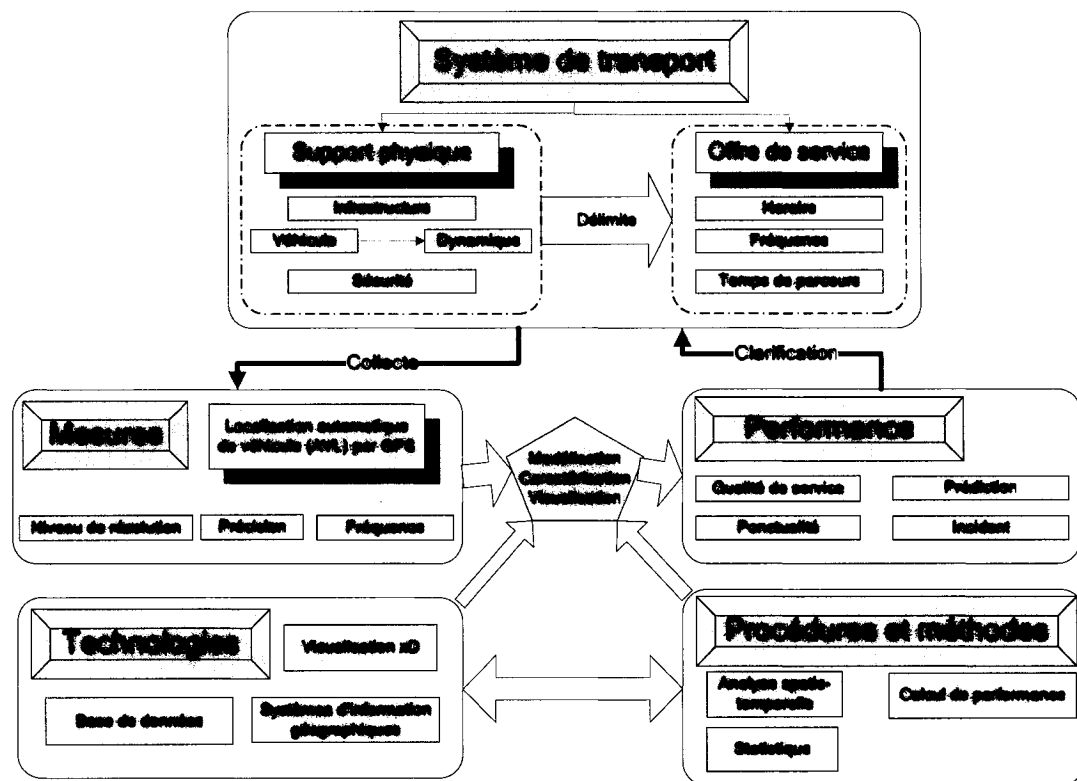 Système de transport
Support physique
Offre de service
Infrastructure
Horaire
Délimite
Véhicule
Dynamique
Fréquence
Sécurité
Temps de parcours
Collecte
Clarification
Mesures
Localisation automatique
de véhicule (AVL) par GPS
Performance
Modélisation
Caractérisation
Visualisation
Qualité de service
Prédiction
Niveau de résolution
Précision
Fréquence
Ponctualité
Incident
Technologies
Visualisation xD
Procédures et méthodes
Base de données
Systèmes d'information
géographiques
Analyse spatio-
temporelle
Calcul de performance
Statistique